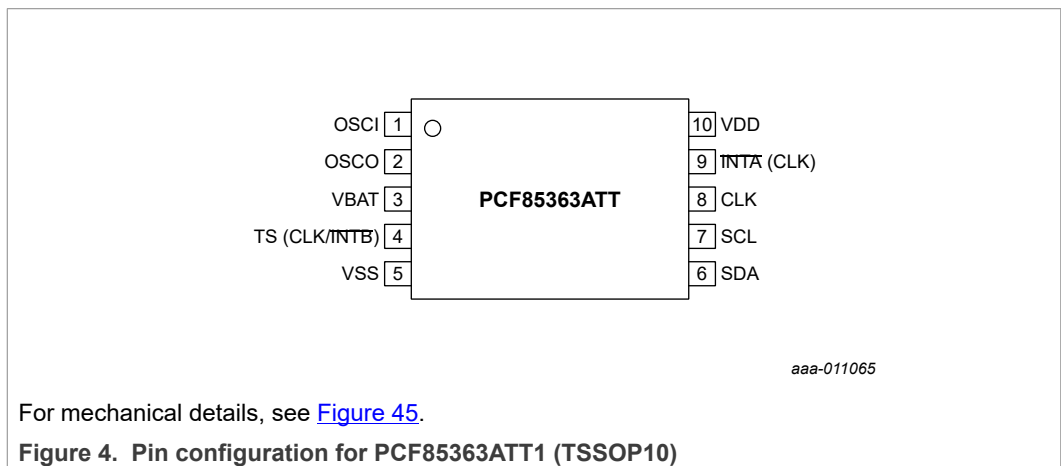 OSCI 1
OSCO 2
VBAT 3
TS (CLK/INTB) 4
VSS 5
PCF85363ATT
10 VDD
9 INTA (CLK)
8 CLK
7 SCL
6 SDA
aaa-011065
For mechanical details, see Figure 45.
Figure 4. Pin configuration for PCF85363ATT1 (TSSOP10)